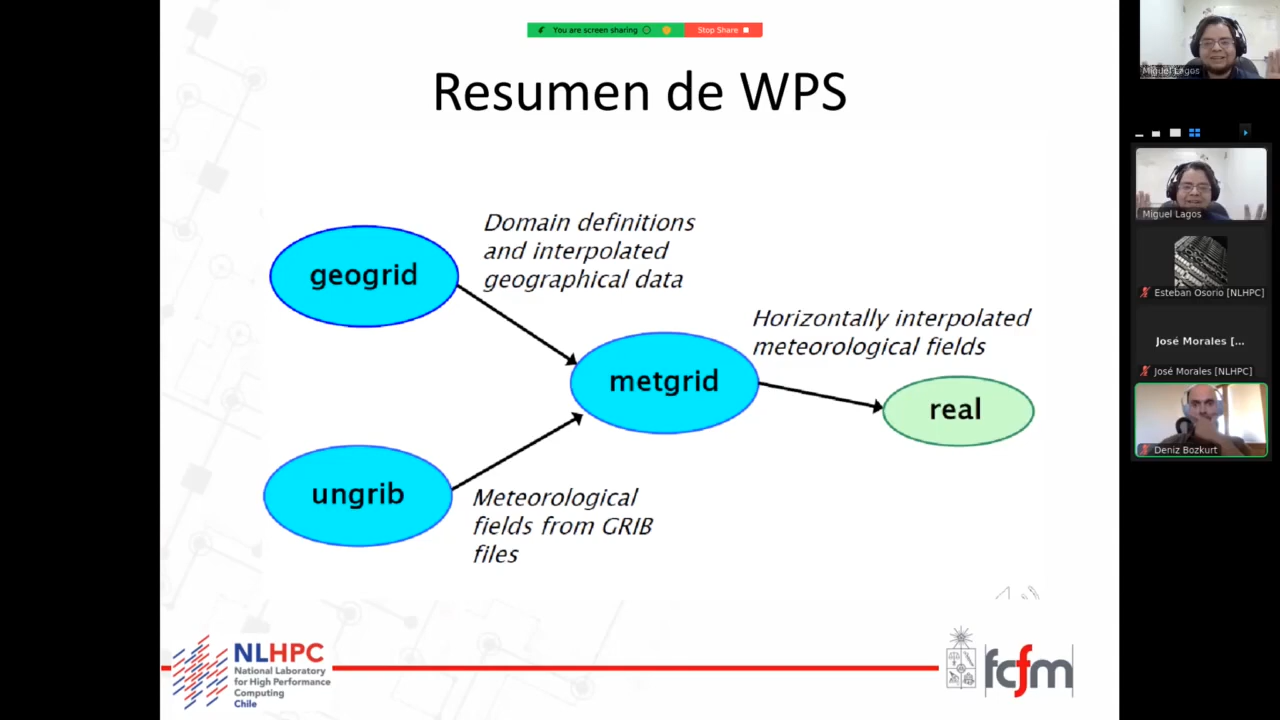 You are screen sharing
Stop Share
Resumen de WPS
Domain definitions
and interpolated
geographical data
geogrid
Horizontally interpolated
meteorological fields
metgrid
real
ungrib
Meteorological
fields from GRIB
files
NLHPC
National Laboratory
for High Performance
Computing
Chile
fcfm
Miguel Lagos
Miguel Lagos
Esteban Osorio [NLHPC]
José Morales [...
José Morales [NLHPC]
Deniz Bozkurt